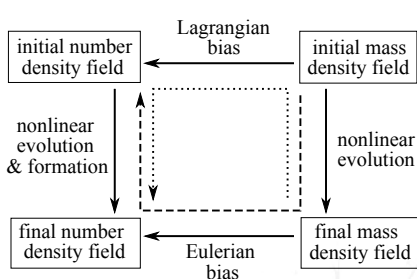 Lagrangian
bias
initial number
density field
initial mass
density field
nonlinear
evolution
& formation
nonlinear
evolution
final number
density field
final mass
density field
Eulerian
bias